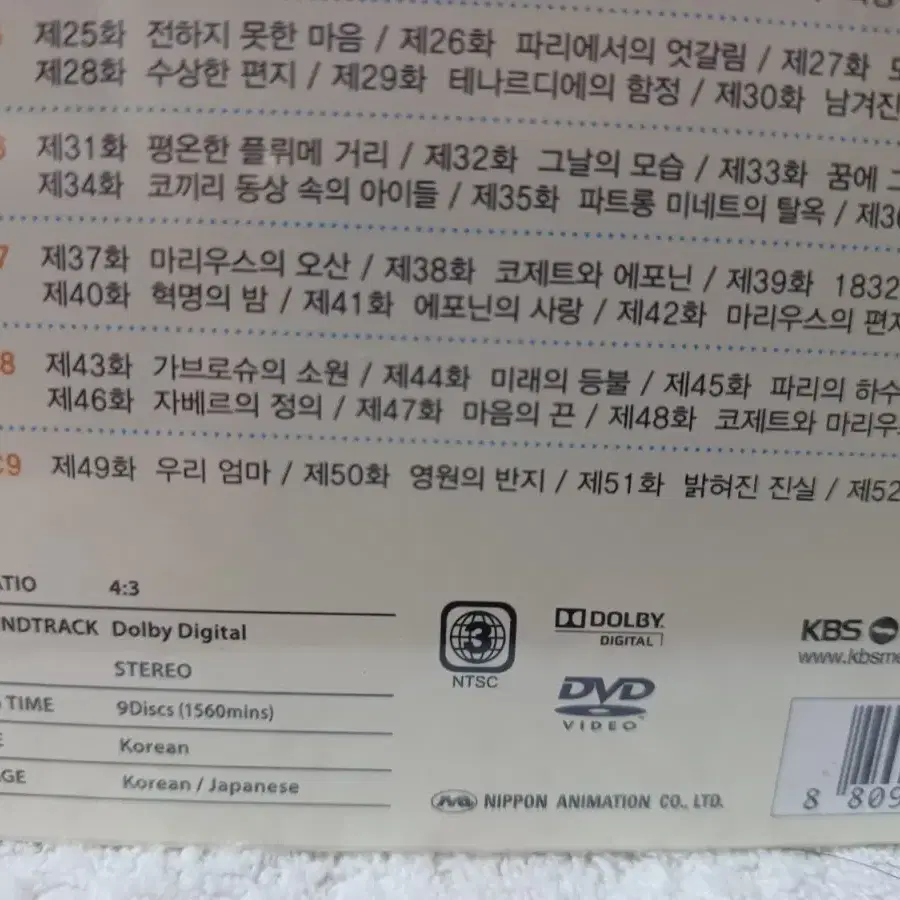 제25화 전하지 못한 마음 / 제26화 파리에서의 엇갈림 / 제27화
제28화 수상한 편지 / 제29화 테나르디에의 함정 / 제30화 남겨진
제31화 평온한 플뤼메 거리 / 제32화 그날의 모습 / 제33화 꿈에
제34화 코끼리 동상 속의 아이들 / 제35화 파트롱 미네트의 탈옥 /
7 제37화 마리우스의 오산 / 제38화 코제트와 에포닌 / 제39화 1832
제40화 혁명의 밤 / 제41화 에포닌의 사랑 / 제42화 마리우스의 편지
8 제43화 가브로슈의 소원 / 제44화 미래의 등불 / 제45화 파리의 하수
제46화 자베르의 정의 / 제47화 마음의 끈 / 제48화 코제트와 마리우
9 제49화 우리 엄마 / 제50화 영원의 반지 / 제51화 밝혀진 진실 / 제52
ATIO 4:3
NDTRACK Dolby Digital
STEREO
TIME 9Discs (1560mins)
E Korean
GE Korean / Japanese
3
NTSC
DOLBY
DIGITAL
DVD
VIDEO
NIPPON ANIMATION CO., LTD.
KBS
www.kbsme
8 809